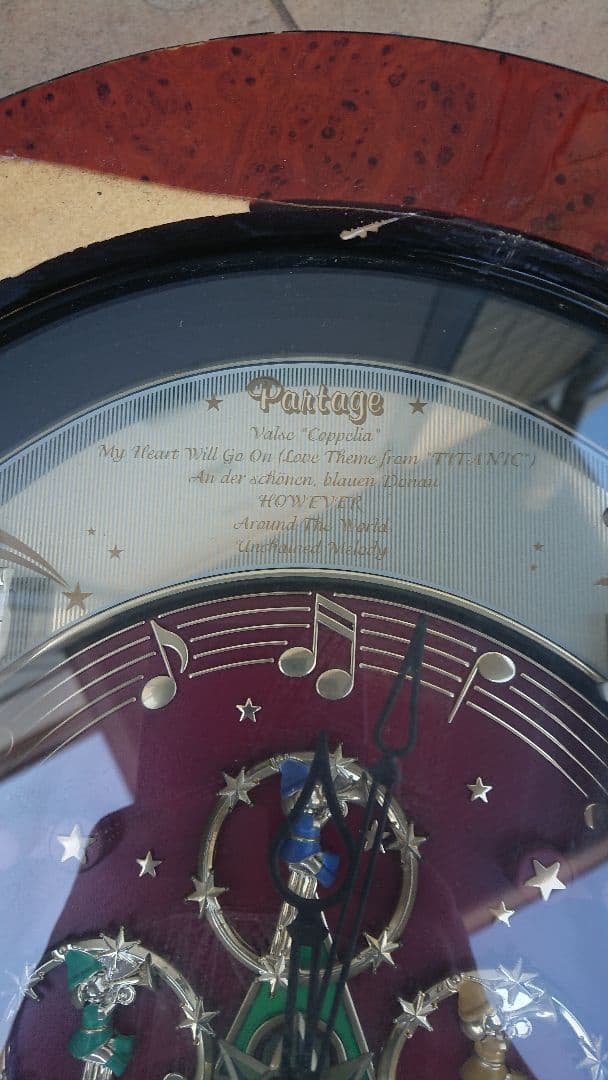 Partage
Valse "Coppelia"
My Heart Will Go On (Love Theme from "TITANIC")
An der schönen, blauen Donau
HOWEVER
Around The World
Unchained Melody